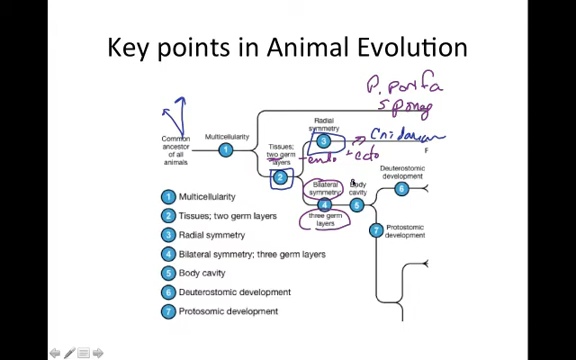 Key points in Animal Evolution
P. porifa
sponge
Radial
symmetry
Cnidarian
Common
ancestor
of all
animals
Multicellularity
1
3
Tissues;
two germ
layers
endo
+ ecto
2
Bilateral
symmetry
Body
cavity
4
5
three germ
layers
Deuterostomic
development
6
7
Protostomic
development
1 Multicellularity
2 Tissues; two germ layers
3 Radial symmetry
4 Bilateral symmetry; three germ layers
5 Body cavity
6 Deuterostomic development
7 Protosomic development